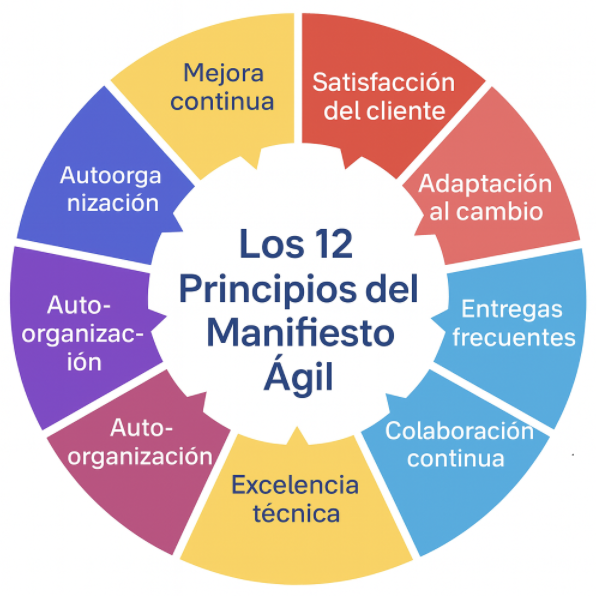 Los 12
Principios del
Manifiesto
Ágil
Satisfacción
del cliente
Adaptación
al cambio
Entregas
frecuentes
Colaboración
continua
Excelencia
técnica
Auto-
organización
Auto-
organizac-
ión
Autoorga
nización
Mejora
continua